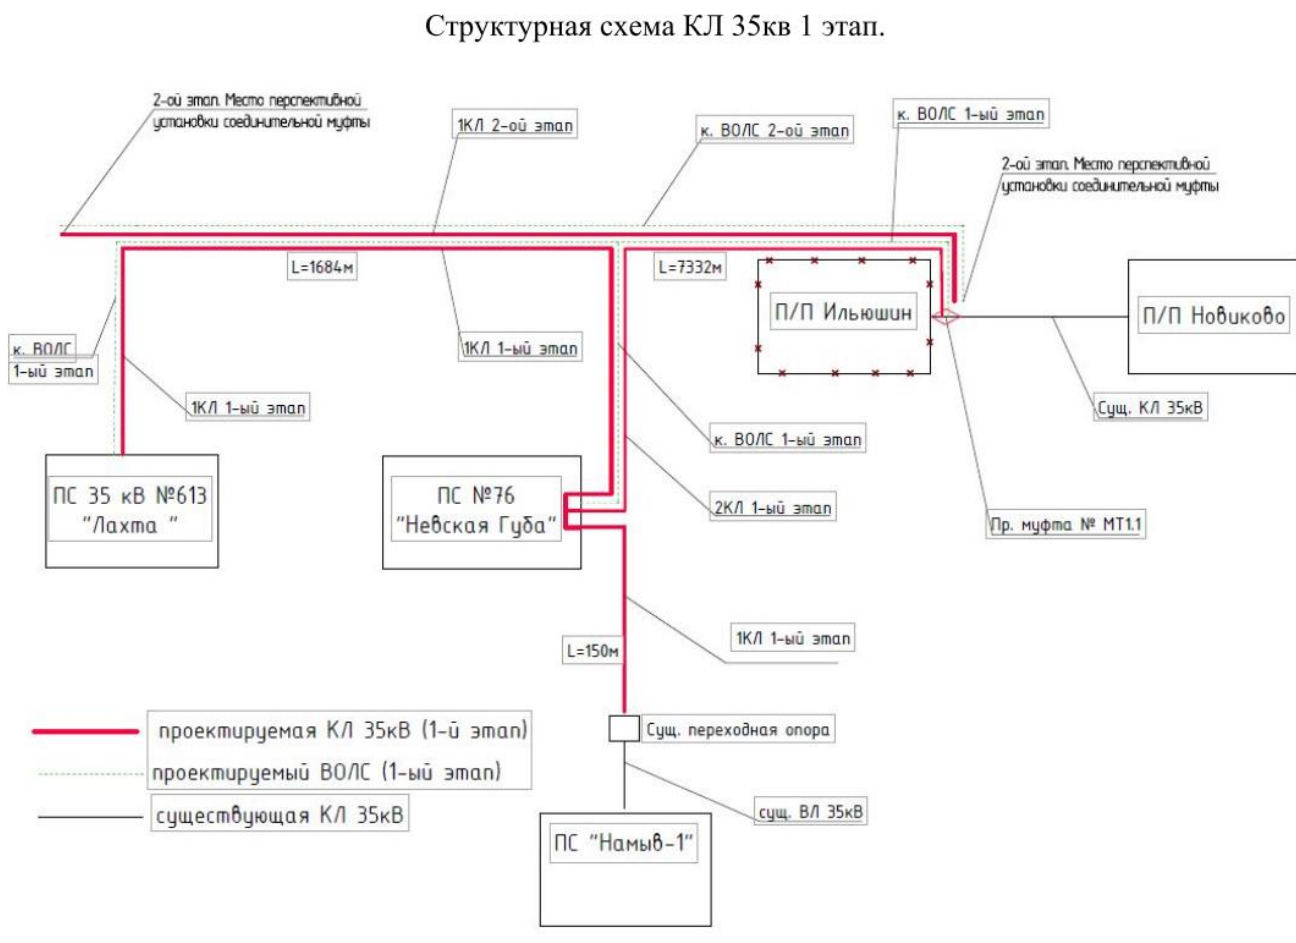 Структурная схема КЛ 35кв 1 этап.
2-ой этап. Место перспективной
установки соединительной муфты
1КЛ 2-ой этап
к. ВОЛС 2-ой этап
к. ВОЛС 1-ый этап
2-ой этап. Место перспективной
установки соединительной муфты
L=1684м
L=7332м
П/П Ильюшин
П/П Новиково
к. ВОЛС
1-ый этап
1КЛ 1-ый этап
1КЛ 1-ый этап
Сущ. КЛ 35кВ
к. ВОЛС 1-ый этап
ПС 35 кВ №613
"Лахта "
ПС №76
"Невская Губа"
2КЛ 1-ый этап
Пр. муфта № МТ1.1
1КЛ 1-ый этап
L=150м
Сущ. переходная опора
проектируемая КЛ 35кВ (1-й этап)
проектируемый ВОЛС (1-ый этап)
существующая КЛ 35кВ
сущ. ВЛ 35кВ
ПС "Намыв-1"